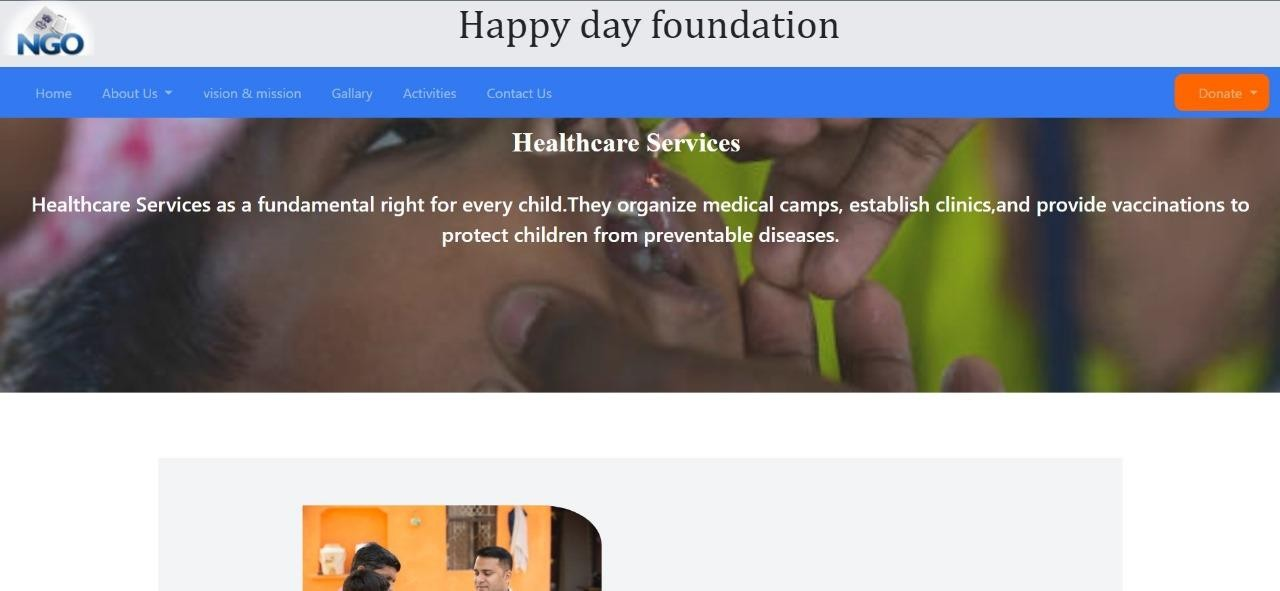 NGO
Happy day foundation
Home About Us vision & mission Gallary Activities Contact Us Donate
Healthcare Services
Healthcare Services as a fundamental right for every child.They organize medical camps, establish clinics,and provide vaccinations to
protect children from preventable diseases.